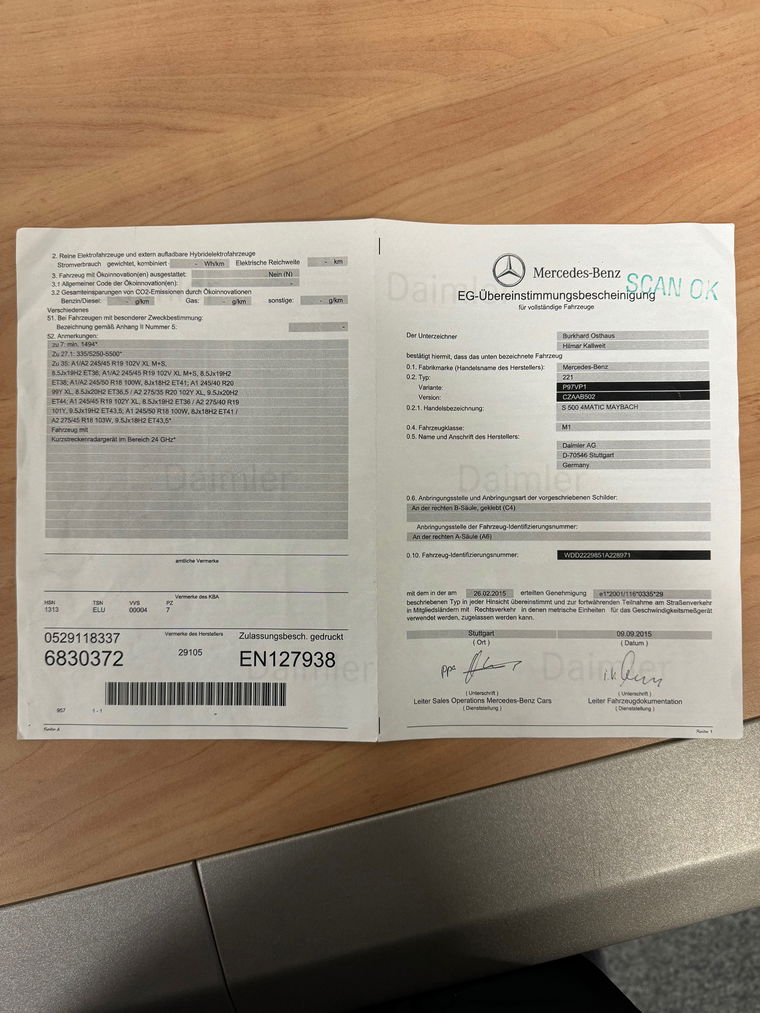 2. Reine Elektrofahrzeuge und extern aufladbare Hybridelektrofahrzeuge
Stromverbrauch gewichtet, kombiniert - Wh/km Elektrische Reichweite - km
3. Fahrzeug mit Ökoinnovation(en) ausgestattet: Nein (N)
3.1 Allgemeiner Code der Ökoinnovation(en): -
3.2 Gesamteinsparungen von CO2-Emissionen durch Ökoinnovationen
Benzin/Diesel: - g/km Gas: - g/km sonstige: - g/km
Verschiedenes
51. Bei Fahrzeugen mit besonderer Zweckbestimmung:
Bezeichnung gemäß Anhang II Nummer 5: -
52. Anmerkungen:
zu 7: min. 1494*
Zu 27.1: 335/5250-5500*
Zu 35: A1/A2 245/45 R19 102V XL M+S,
8.5Jx19H2 ET36; A1/A2 245/45 R19 102V XL M+S, 8.5Jx19H2
ET38; A1/A2 245/50 R18 100W, 8Jx18H2 ET41; A1 245/40 R20
99Y XL, 8.5Jx20H2 ET36,5 / A2 275/35 R20 102Y XL, 9.5Jx20H2
ET44; A1 245/45 R19 102Y XL, 8.5Jx19H2 ET36 / A2 275/40 R19
101Y, 9.5Jx19H2 ET43,5; A1 245/50 R18 100W, 8Jx18H2 ET41 /
A2 275/45 R18 103W, 9.5Jx18H2 ET43,5*
Fahrzeug mit
Kurzstreckenradargerät im Bereich 24 GHz*
Daimler
amtliche Vermerke
Vermerke des KBA
HSN TSN VVS PZ
1313 ELU 00004 7
0529118337 Vermerke des Herstellers Zulassungsbesch. gedruckt
6830372 29105 EN127938
957 1 - 1
Seite 4
Mercedes-Benz
SCAN OK
EG-Übereinstimmungsbescheinigung
für vollständige Fahrzeuge
Der Unterzeichner Burkhard Osthaus
Hilmar Kallweit
bestätigt hiermit, dass das unten bezeichnete Fahrzeug
0.1. Fabrikmarke (Handelsname des Herstellers): Mercedes-Benz
0.2. Typ: 221
Variante: P97VP1
Version: CZAAB502
0.2.1. Handelsbezeichnung: S 500 4MATIC MAYBACH
0.4. Fahrzeugklasse: M1
0.5. Name und Anschrift des Herstellers:
Daimler AG
D-70546 Stuttgart
Germany
Daimler
0.6. Anbringungsstelle und Anbringungsart der vorgeschriebenen Schilder:
An der rechten B-Säule, geklebt (C4)
Anbringungsstelle der Fahrzeug-Identifizierungsnummer:
An der rechten A-Säule (A6)
0.10. Fahrzeug-Identifizierungsnummer: WDD2229851A228971
mit dem in der am 26.02.2015 erteilten Genehmigung e1*2001/116*0335*29
beschriebenen Typ in jeder Hinsicht übereinstimmt und zur fortwährenden Teilnahme am Straßenverkehr
in Mitgliedsländern mit Rechtsverkehr in denen metrische Einheiten für das Geschwindigkeitsmeßgerät
verwendet werden, zugelassen werden kann.
Stuttgart 09.09.2015
( Ort ) ( Datum )
Daimler
ppa
( Unterschrift ) ( Unterschrift )
Leiter Sales Operations Mercedes-Benz Cars Leiter Fahrzeugdokumentation
( Dienststellung ) ( Dienststellung )
Seite 1